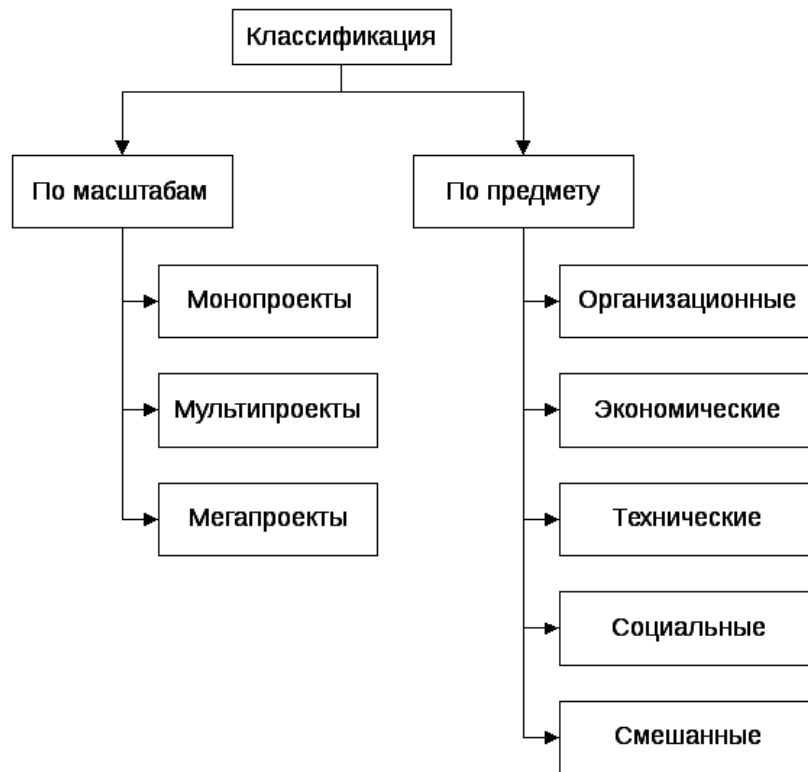 Классификация
По масштабам
Монопроекты
Мультипроекты
Мегапроекты
По предмету
Организационные
Экономические
Технические
Социальные
Смешанные